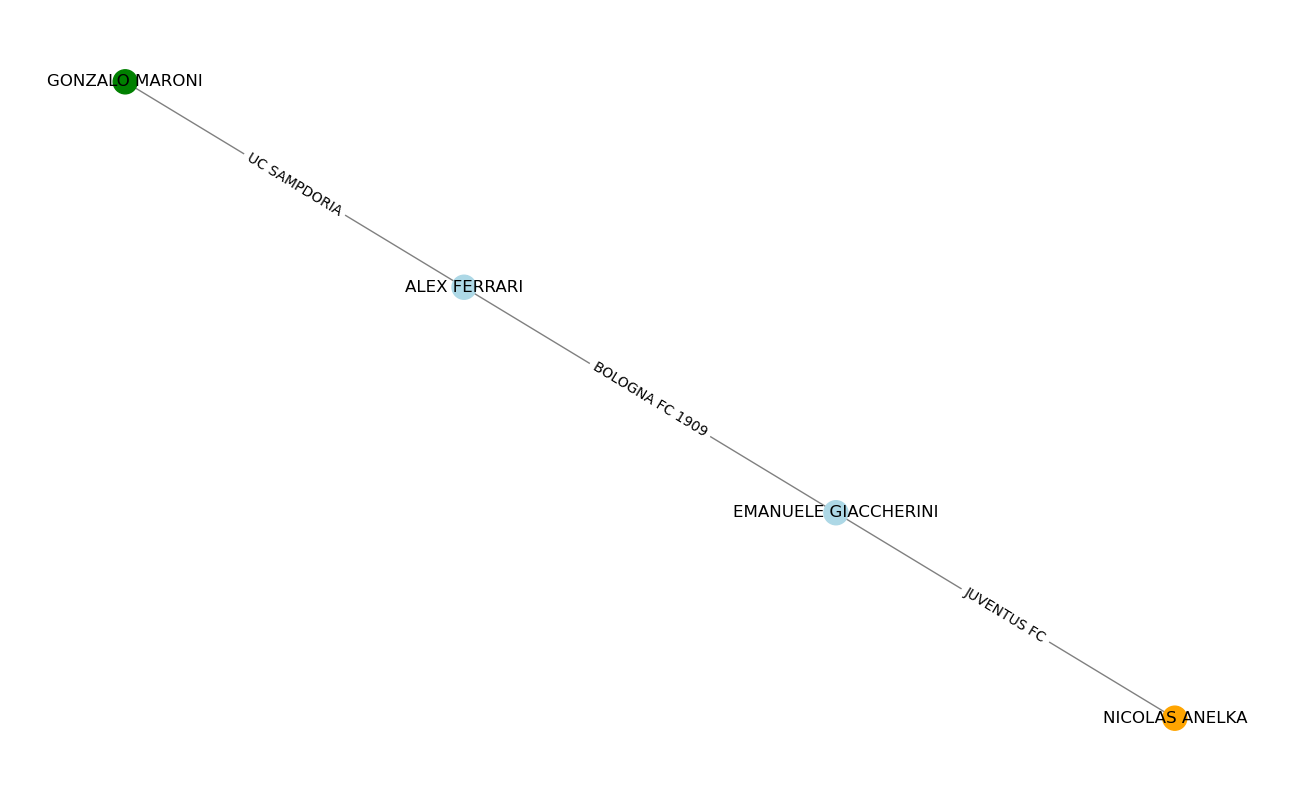 GONZALO MARONI
UC SAMPDORIA
ALEX FERRARI
BOLOGNA FC 1909
EMANUELE GIACCHERINI
JUVENTUS FC
NICOLAS ANELKA